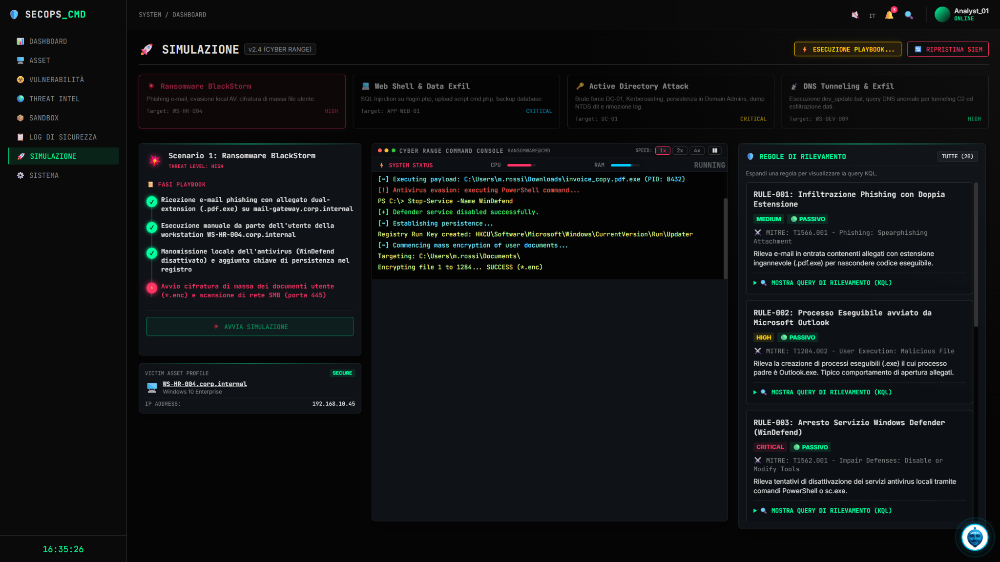 SECOPS_CMD
DASHBOARD
ASSET
VULNERABILITÀ
THREAT INTEL
SANDBOX
LOG DI SICUREZZA
SIMULAZIONE
SISTEMA
16:35:26
SYSTEM / DASHBOARD
IT
3
Analyst_01
ONLINE
SIMULAZIONE
v2.4 (CYBER RANGE)
ESECUZIONE PLAYBOOK...
RIPRISTINA SIEM
Ransomware BlackStorm
Phishing e-mail, evasione local AV, cifratura di massa file utente.
Target: WS-HR-004
HIGH
Web Shell & Data Exfil
SQL Injection su /login.php, upload script cmd.php, backup database.
Target: APP-WEB-01
CRITICAL
Active Directory Attack
Brute force DC-01, Kerberoasting, persistenza in Domain Admins, dump
NTDS.dit e rimozione log.
Target: DC-01
CRITICAL
DNS Tunneling & Exfil
Esecuzione dev_update.bat, query DNS anomale per tunneling C2 ed
esfiltrazione dati.
Target: WS-DEV-009
HIGH
Scenario 1: Ransomware BlackStorm
THREAT LEVEL: HIGH
FASI PLAYBOOK
Ricezione e-mail phishing con allegato dual-
extension (.pdf.exe) su mail-gateway.corp.internal
Esecuzione manuale da parte dell'utente della
workstation WS-HR-004.corp.internal
Manomissione locale dell'antivirus (WinDefend
disattivato) e aggiunta chiave di persistenza nel
registro
Avvio cifratura di massa dei documenti utente
(*.enc) e scansione di rete SMB (porta 445)
AVVIA SIMULAZIONE
VICTIM ASSET PROFILE
SECURE
WS-HR-004.corp.internal
Windows 10 Enterprise
IP ADDRESS:
192.168.10.45
CYBER RANGE COMMAND CONSOLE
RANSOMWARE@CMD
SPEED:
1x
2x
4x
SYSTEM STATUS
CPU
RAM
RUNNING
[~] Executing payload: C:\Users\m.rossi\Downloads\invoice_copy.pdf.exe (PID: 8432)
[!] Antivirus evasion: executing PowerShell command...
PS C:\> Stop-Service -Name WinDefend
[+] Defender service disabled successfully.
[~] Establishing persistence...
Registry Run Key created: HKCU\Software\Microsoft\Windows\CurrentVersion\Run\Updater
[~] Commencing mass encryption of user documents...
Targeting: C:\Users\m.rossi\Documents\
Encrypting file 1 to 1284... SUCCESS (*.enc)
REGOLE DI RILEVAMENTO
TUTTE (20)
Espandi una regola per visualizzare la query KQL.
RULE-001: Infiltrazione Phishing con Doppia
Estensione
MEDIUM
PASSIVO
MITRE: T1566.001 - Phishing: Spearphishing
Attachment
Rileva e-mail in entrata contenenti allegati con estensione
ingannevole (.pdf.exe) per nascondere codice eseguibile.
MOSTRA QUERY DI RILEVAMENTO (KQL)
RULE-002: Processo Eseguibile avviato da
Microsoft Outlook
HIGH
PASSIVO
MITRE: T1204.002 - User Execution: Malicious File
Rileva la creazione di processi eseguibili (.exe) il cui processo
padre è Outlook.exe. Tipico comportamento di apertura allegati.
MOSTRA QUERY DI RILEVAMENTO (KQL)
RULE-003: Arresto Servizio Windows Defender
(WinDefend)
CRITICAL
PASSIVO
MITRE: T1562.001 - Impair Defenses: Disable or
Modify Tools
Rileva tentativi di disattivazione dei servizi antivirus locali tramite
comandi PowerShell o sc.exe.
MOSTRA QUERY DI RILEVAMENTO (KQL)